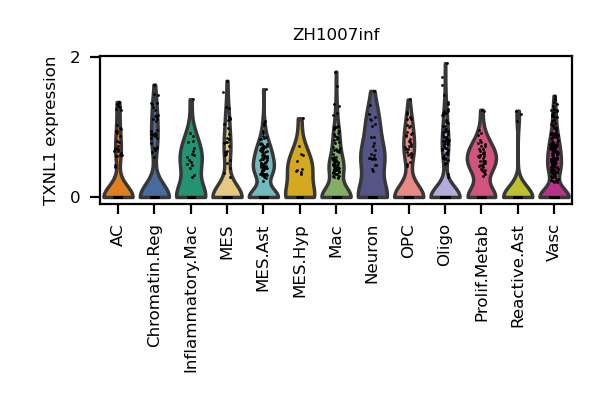 ZH1007inf
TXNL1 expression
2
0
AC
Chromatin.Reg
Inflammatory.Mac
MES
MES.Ast
MES.Hyp
Mac
Neuron
OPC
Oligo
Prolif.Metab
Reactive.Ast
Vasc